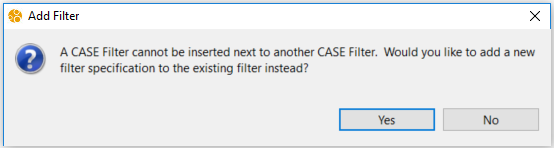 Add Filter
A CASE Filter cannot be inserted next to another CASE Filter. Would you like to add a new
filter specification to the existing filter instead?
Yes
No